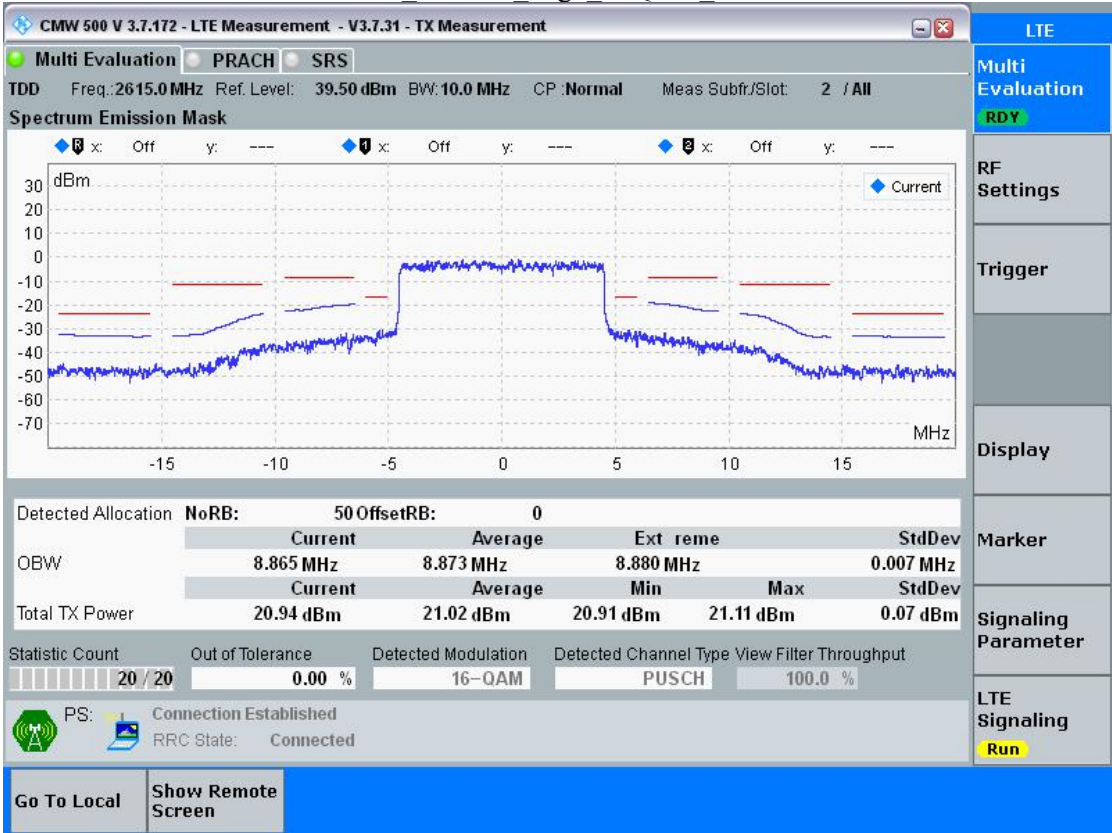 CMW 500 V 3.7.172 - LTE Measurement - V3.7.31 - TX Measurement
LTE
Multi Evaluation PRACH SRS
TDD Freq.:2615.0 MHz Ref. Level: 39.50 dBm BW:10.0 MHz CP :Normal Meas Subfr./Slot: 2 / All
Spectrum Emission Mask
R x: Off y: --- 1 x: Off y: --- 2 x: Off y: ---
dBm
Current
30
20
10
0
-10
-20
-30
-40
-50
-60
-70
MHz
-15 -10 -5 0 5 10 15
Detected Allocation NoRB: 50 OffsetRB: 0
Current Average Ext reme StdDev
OBW 8.865 MHz 8.873 MHz 8.880 MHz 0.007 MHz
Current Average Min Max StdDev
Total TX Power 20.94 dBm 21.02 dBm 20.91 dBm 21.11 dBm 0.07 dBm
Statistic Count Out of Tolerance Detected Modulation Detected Channel Type View Filter Throughput
20 / 20 0.00 % 16-QAM PUSCH 100.0 %
PS: Connection Established
RRC State: Connected
Multi
Evaluation
RDY
RF
Settings
Trigger
Display
Marker
Signaling
Parameter
LTE
Signaling
Run
Go To Local
Show Remote
Screen